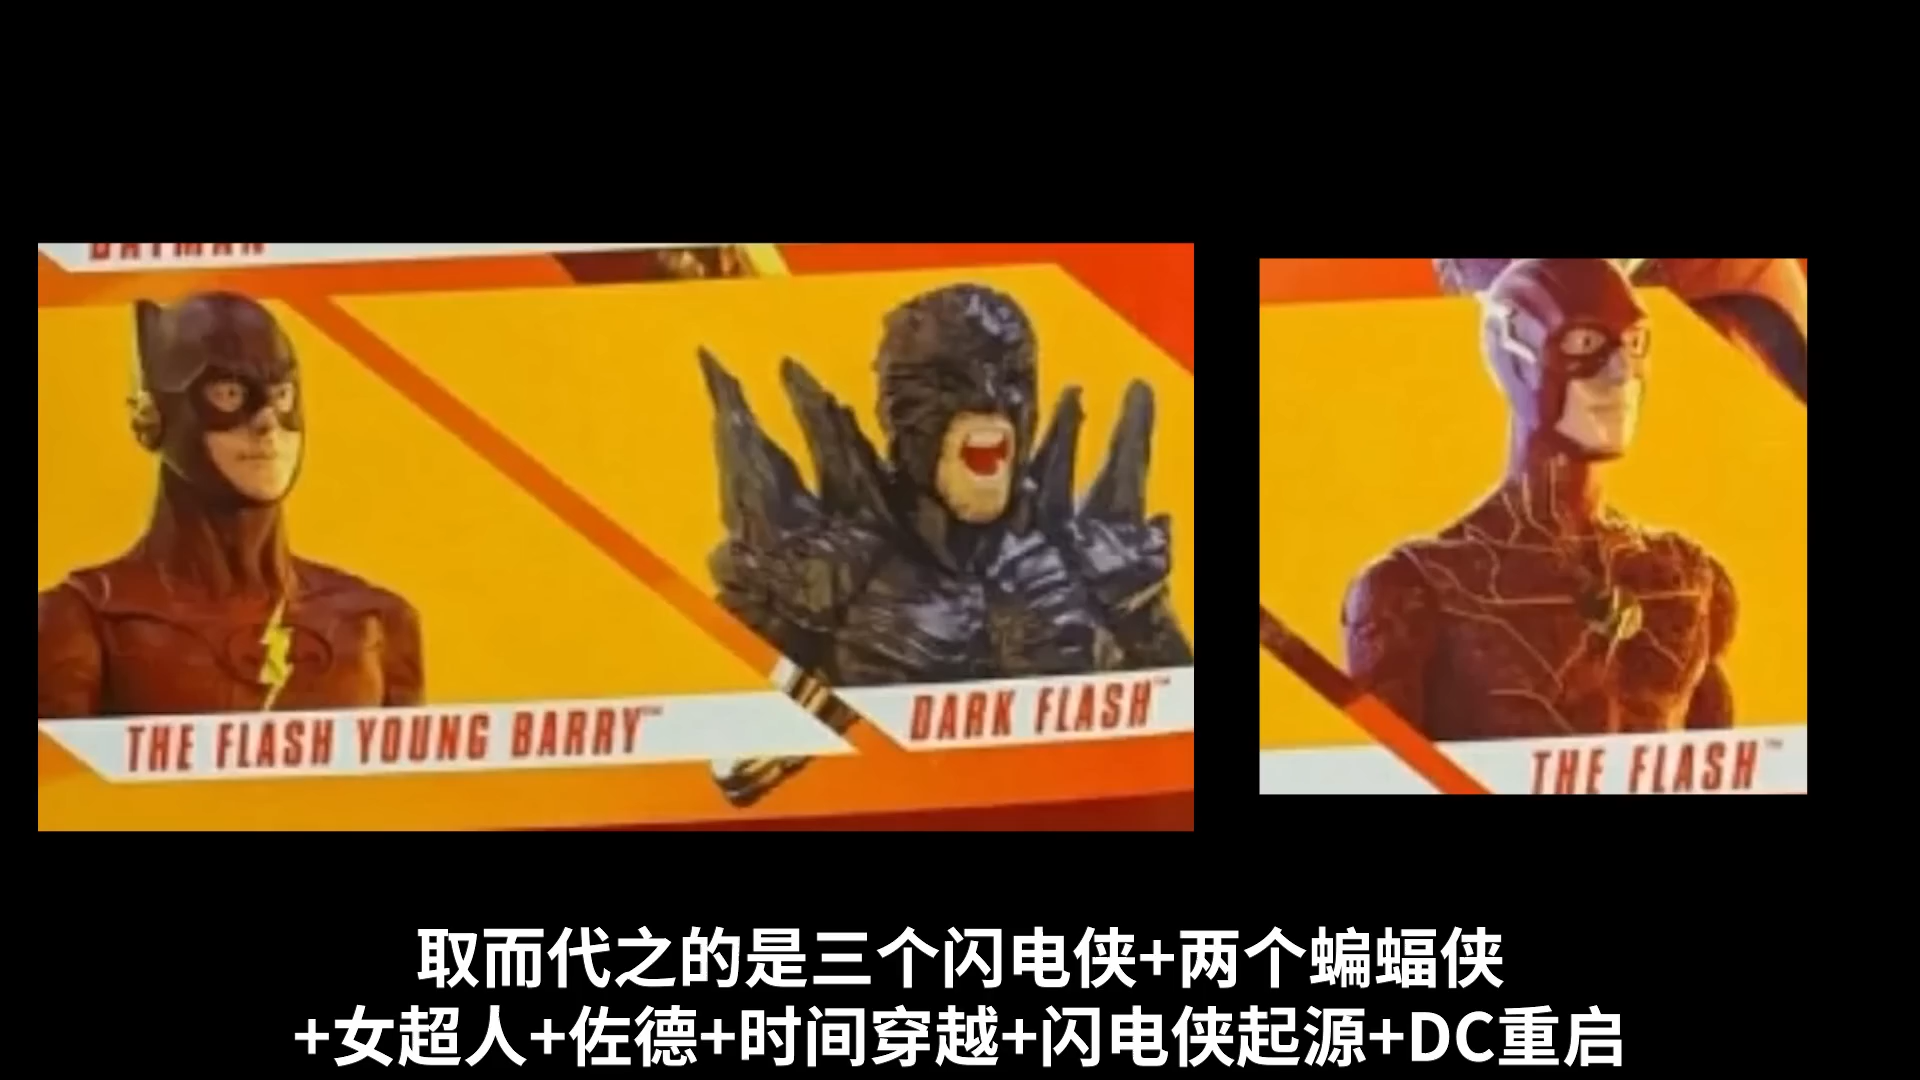 BATMAN
THE FLASH YOUNG BARRY™
DARK FLASH™
THE FLASH™
取而代之的是三个闪电侠+两个蝙蝠侠
+女超人+佐德+时间穿越+闪电侠起源+DC重启